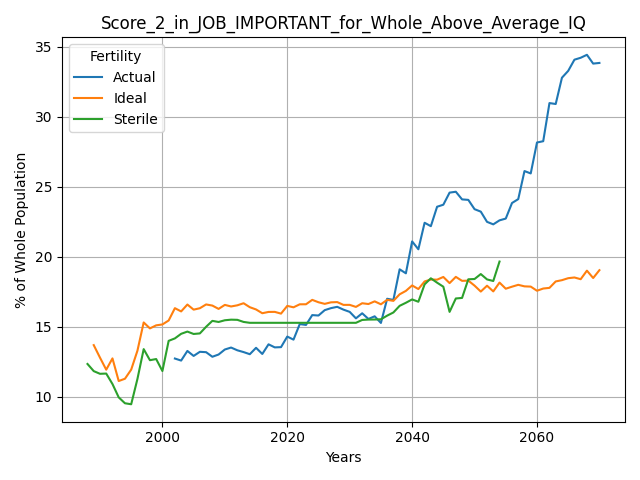 Score_2_in_JOB_IMPORTANT_for_Whole_Above_Average_IQ
Fertility
Actual
Ideal
Sterile
% of Whole Population
35
30
25
20
15
10
2000 2020 2040 2060
Years